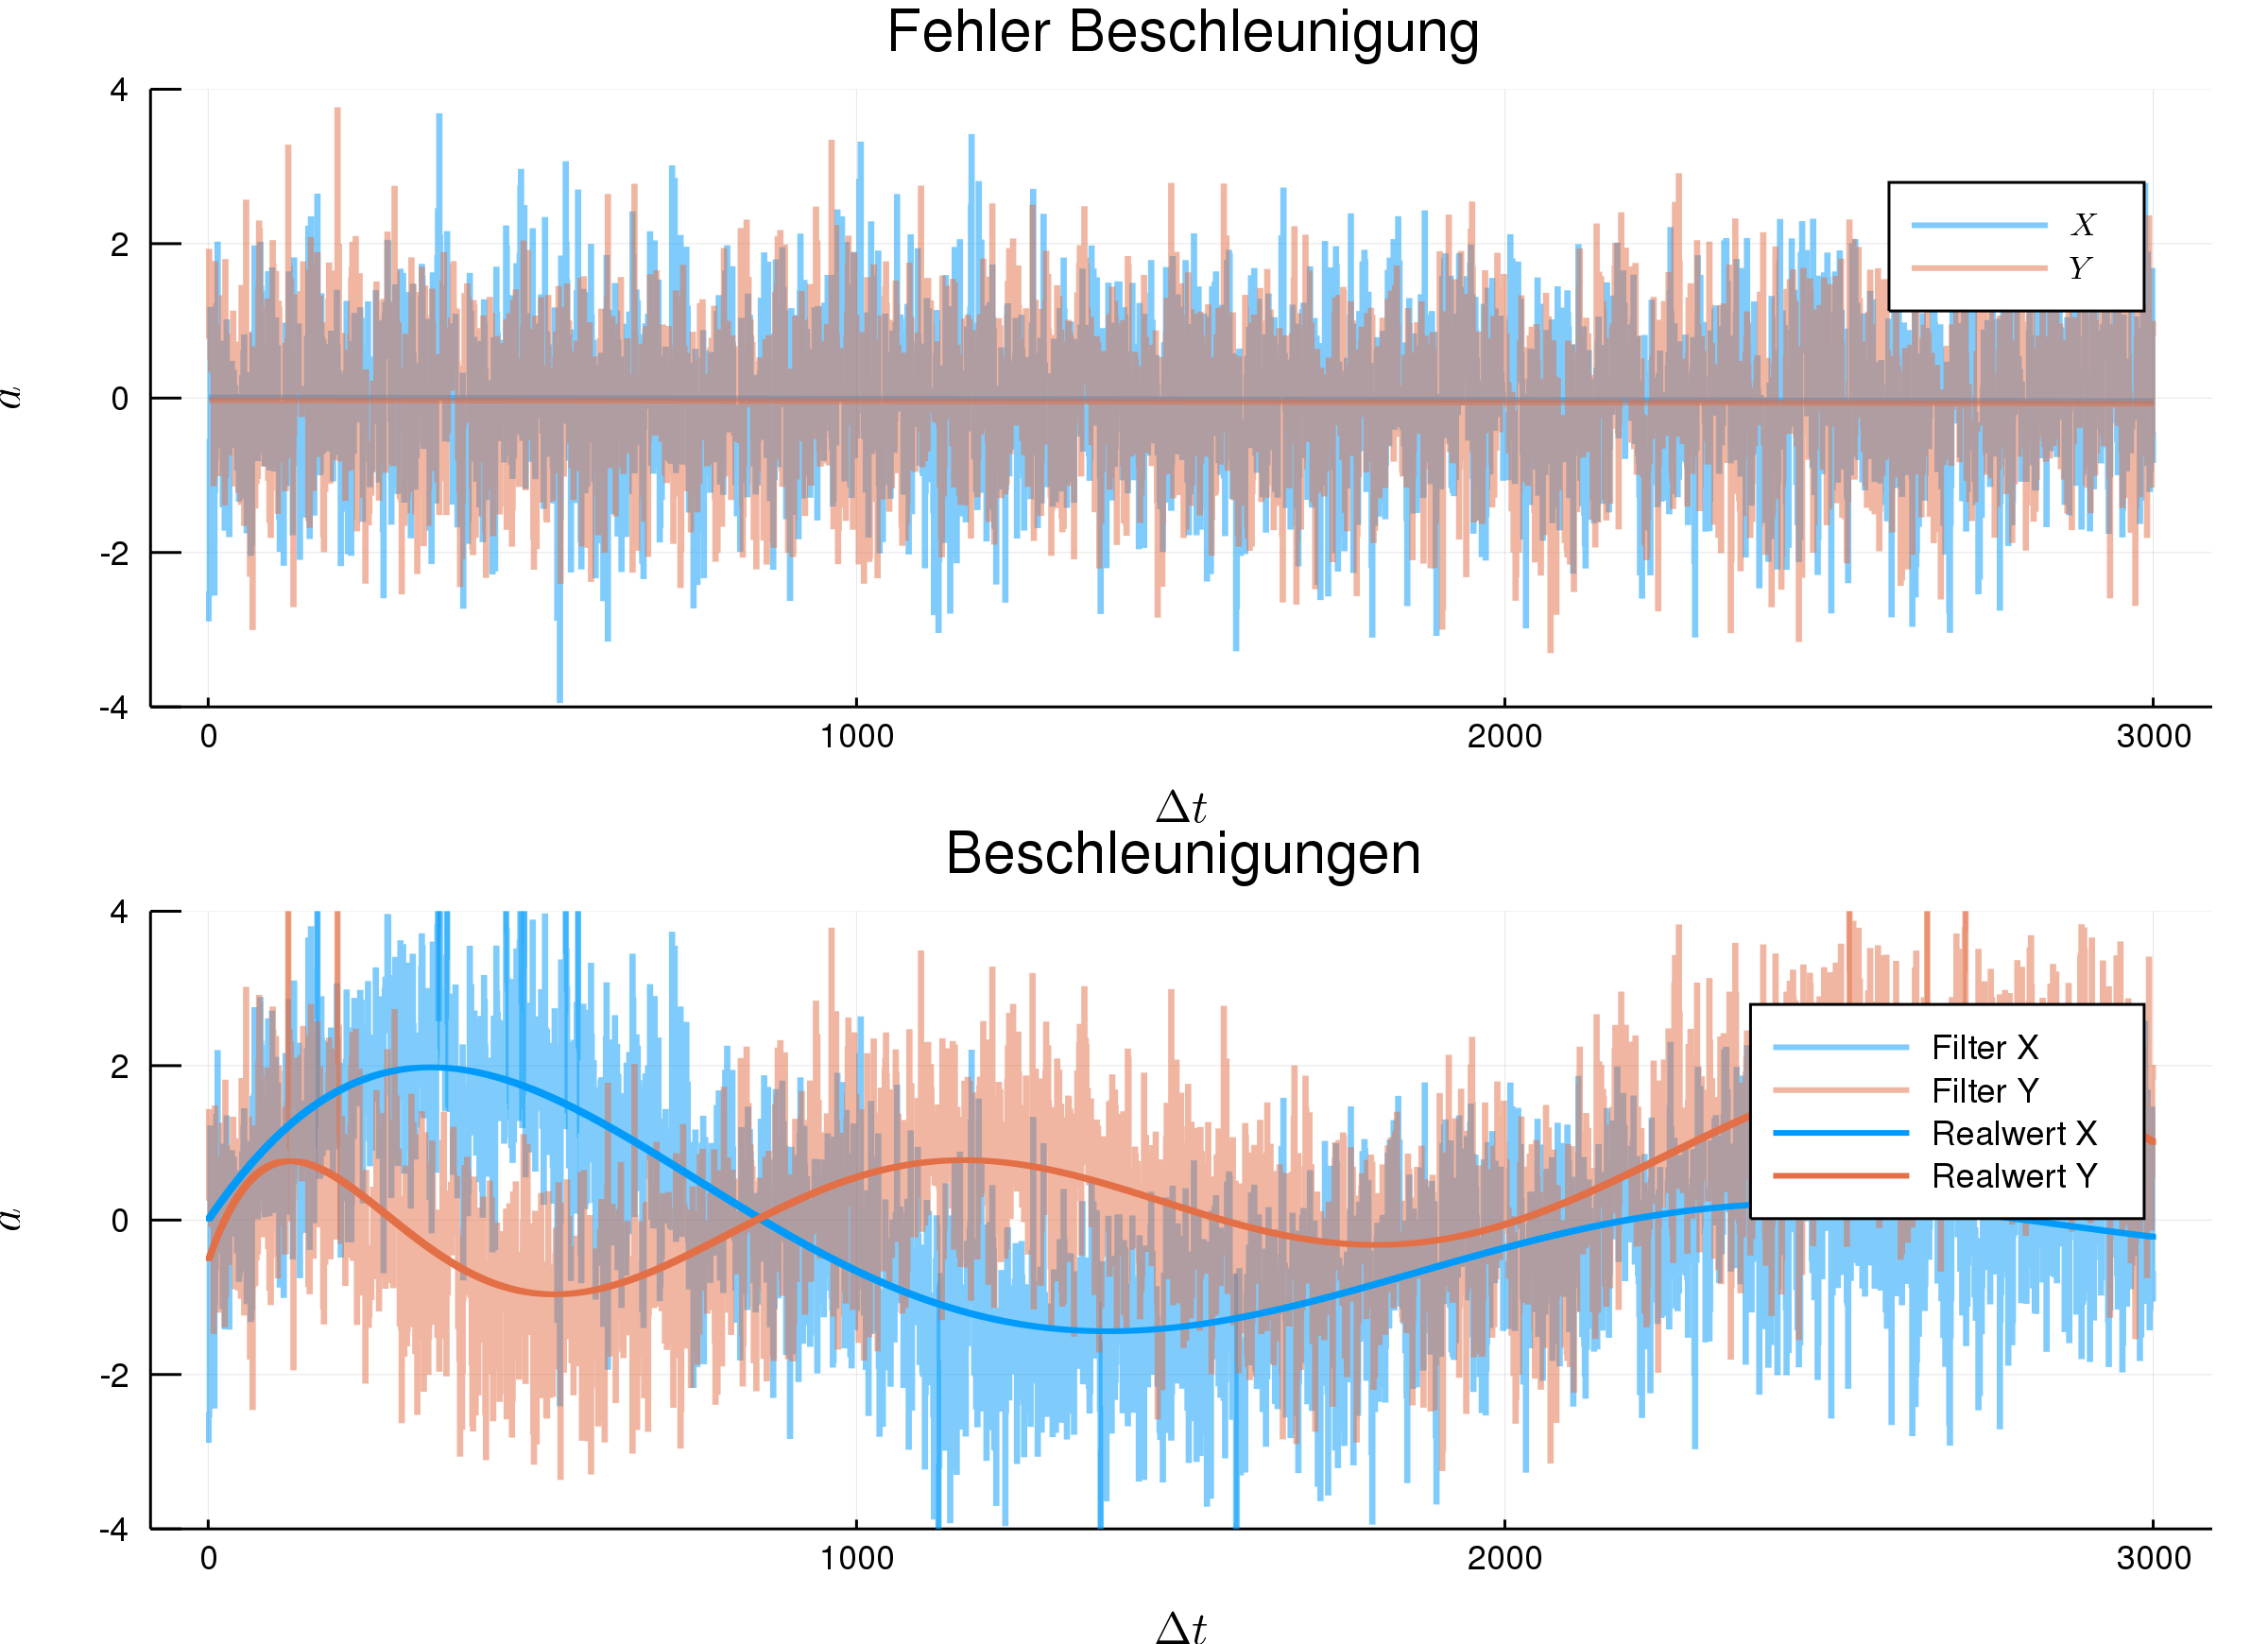 Fehler Beschleunigung
4
2
0
-2
-4
a
X
Y
0 1000 2000 3000
Δt
Beschleunigungen
4
2
0
-2
-4
a
Filter X
Filter Y
Realwert X
Realwert Y
0 1000 2000 3000
Δt